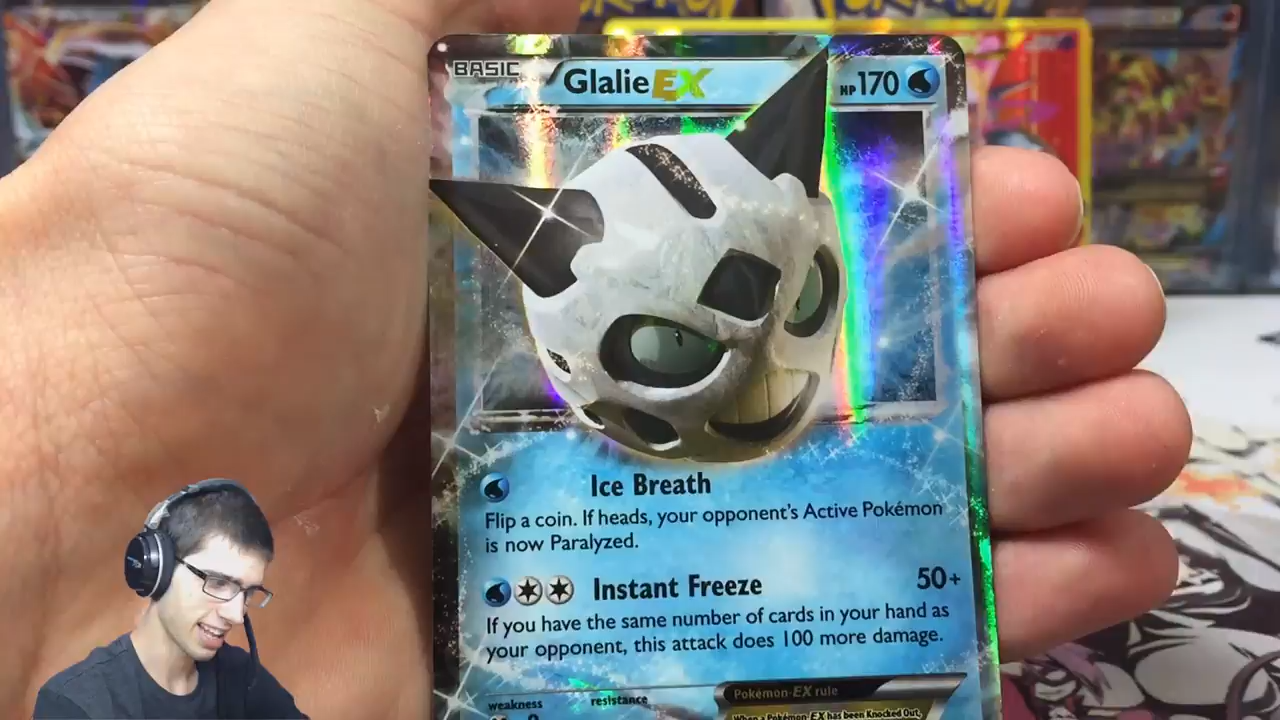 POKÉMON
BASIC
Glalie EX
HP 170
Ice Breath
Flip a coin. If heads, your opponent's Active Pokémon
is now Paralyzed.
Instant Freeze 50+
If you have the same number of cards in your hand as
your opponent, this attack does 100 more damage.
weakness
resistance
Pokémon-EX rule
When a Pokémon-EX has been Knocked Out,